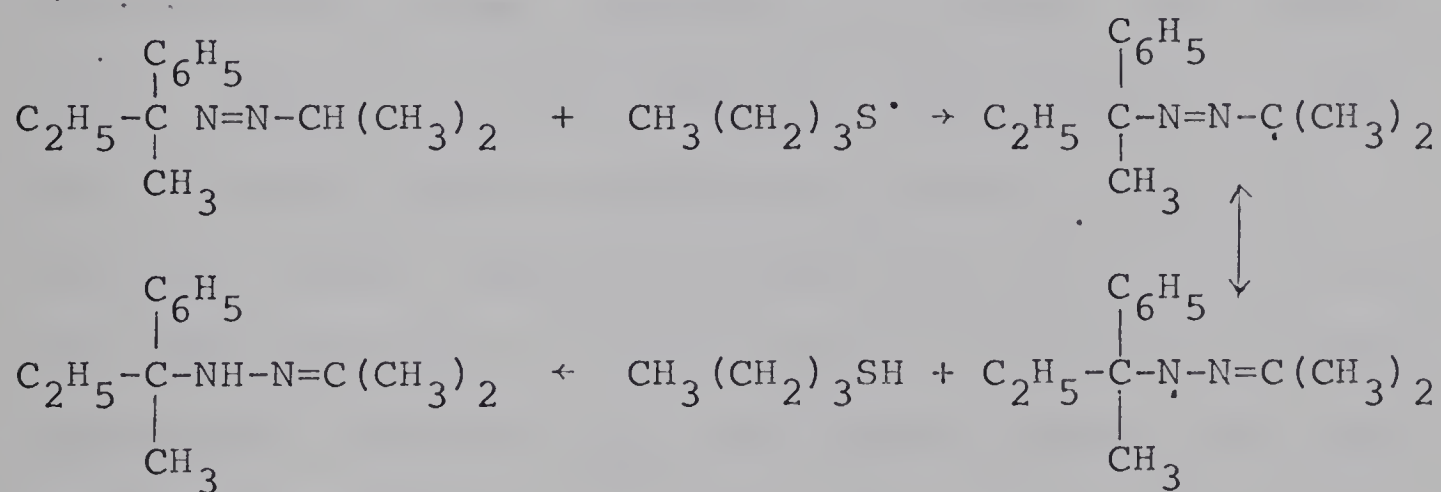 C₆H₅ C₆H₅
C₂H₅-C N=N-CH(CH₃)₂ + CH₃(CH₂)₃S· → C₂H₅ C-N=N-C(CH₃)₂
CH₃ CH₃
C₆H₅ C₆H₅
C₂H₅-C-NH-N=C(CH₃)₂ ← CH₃(CH₂)₃SH + C₂H₅-C-N-N=C(CH₃)₂
CH₃ CH₃